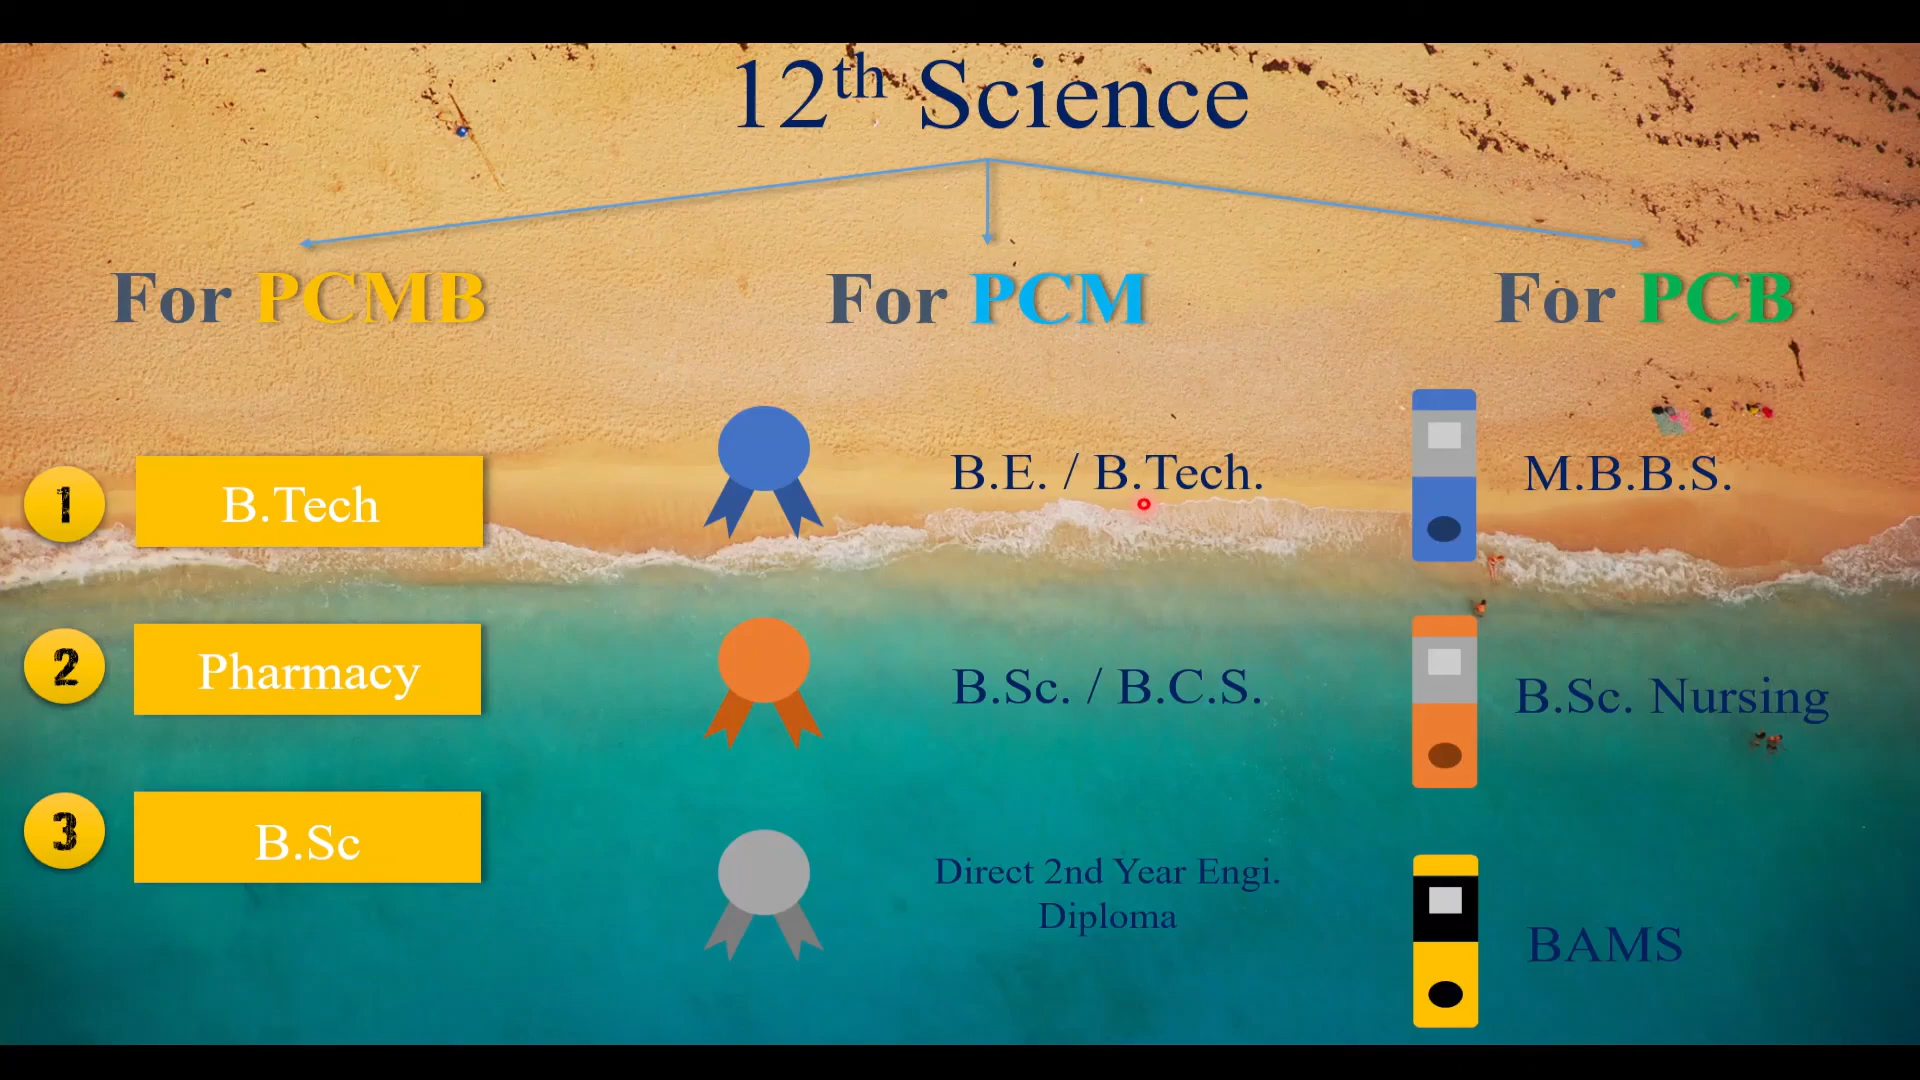 12th Science
For PCMB
For PCM
For PCB
1
B.Tech
2
Pharmacy
3
B.Sc
B.E. / B.Tech.
B.Sc. / B.C.S.
Direct 2nd Year Engi.
Diploma
M.B.B.S.
B.Sc. Nursing
BAMS